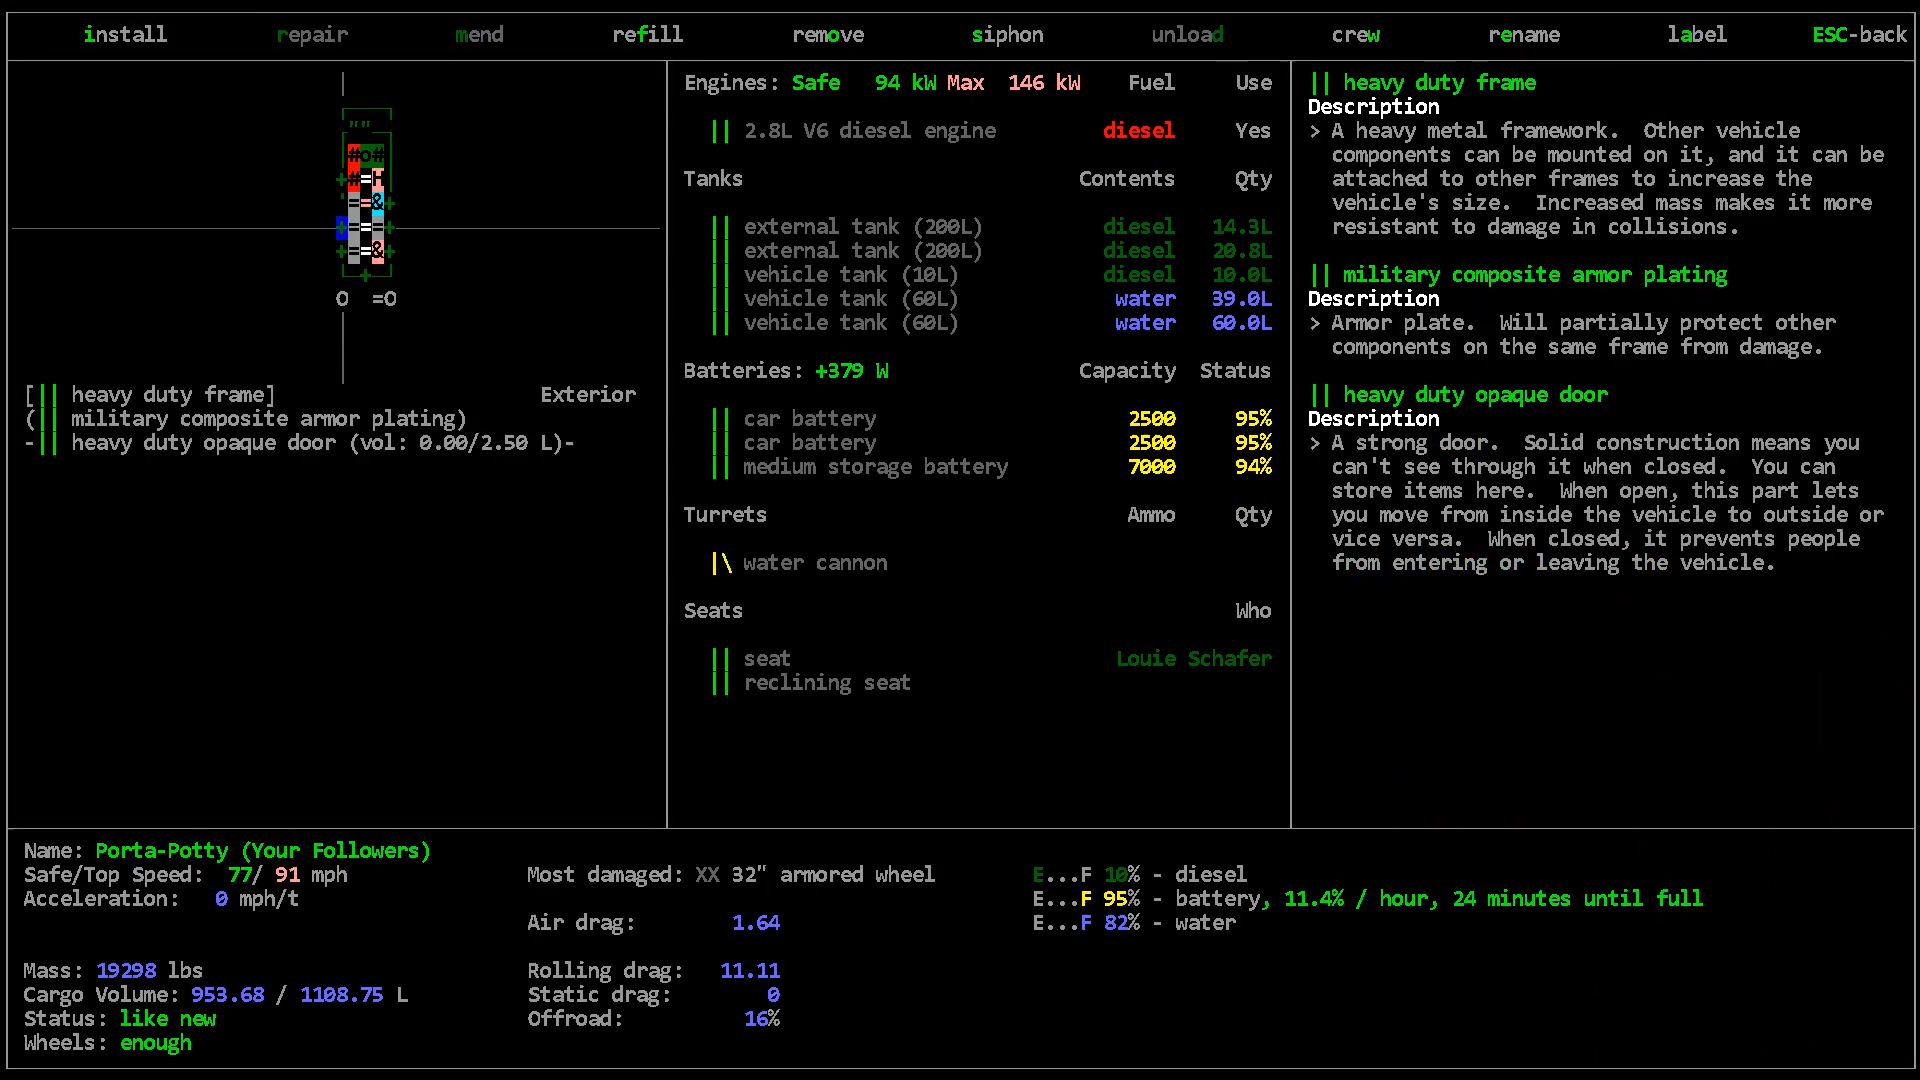 install repair mend refill remove siphon unload crew rename label ESC-back
""
#o#
+#=H
'==&+
+===+
+==&+
+
O =O
[|| heavy duty frame] Exterior
(|| military composite armor plating)
-|| heavy duty opaque door (vol: 0.00/2.50 L)-
Engines: Safe 94 kW Max 146 kW Fuel Use
|| 2.8L V6 diesel engine diesel Yes
Tanks Contents Qty
|| external tank (200L) diesel 14.3L
|| external tank (200L) diesel 20.8L
|| vehicle tank (10L) diesel 10.0L
|| vehicle tank (60L) water 39.0L
|| vehicle tank (60L) water 60.0L
Batteries: +379 W Capacity Status
|| car battery 2500 95%
|| car battery 2500 95%
|| medium storage battery 7000 94%
Turrets Ammo Qty
|\ water cannon
Seats Who
|| seat Louie Schafer
|| reclining seat
|| heavy duty frame
Description
> A heavy metal framework. Other vehicle
components can be mounted on it, and it can be
attached to other frames to increase the
vehicle's size. Increased mass makes it more
resistant to damage in collisions.
|| military composite armor plating
Description
> Armor plate. Will partially protect other
components on the same frame from damage.
|| heavy duty opaque door
Description
> A strong door. Solid construction means you
can't see through it when closed. You can
store items here. When open, this part lets
you move from inside the vehicle to outside or
vice versa. When closed, it prevents people
from entering or leaving the vehicle.
Name: Porta-Potty (Your Followers)
Safe/Top Speed: 77/ 91 mph
Acceleration: 0 mph/t
Mass: 19298 lbs
Cargo Volume: 953.68 / 1108.75 L
Status: like new
Wheels: enough
Most damaged: XX 32" armored wheel
Air drag: 1.64
Rolling drag: 11.11
Static drag: 0
Offroad: 16%
E...F 10% - diesel
E...F 95% - battery, 11.4% / hour, 24 minutes until full
E...F 82% - water